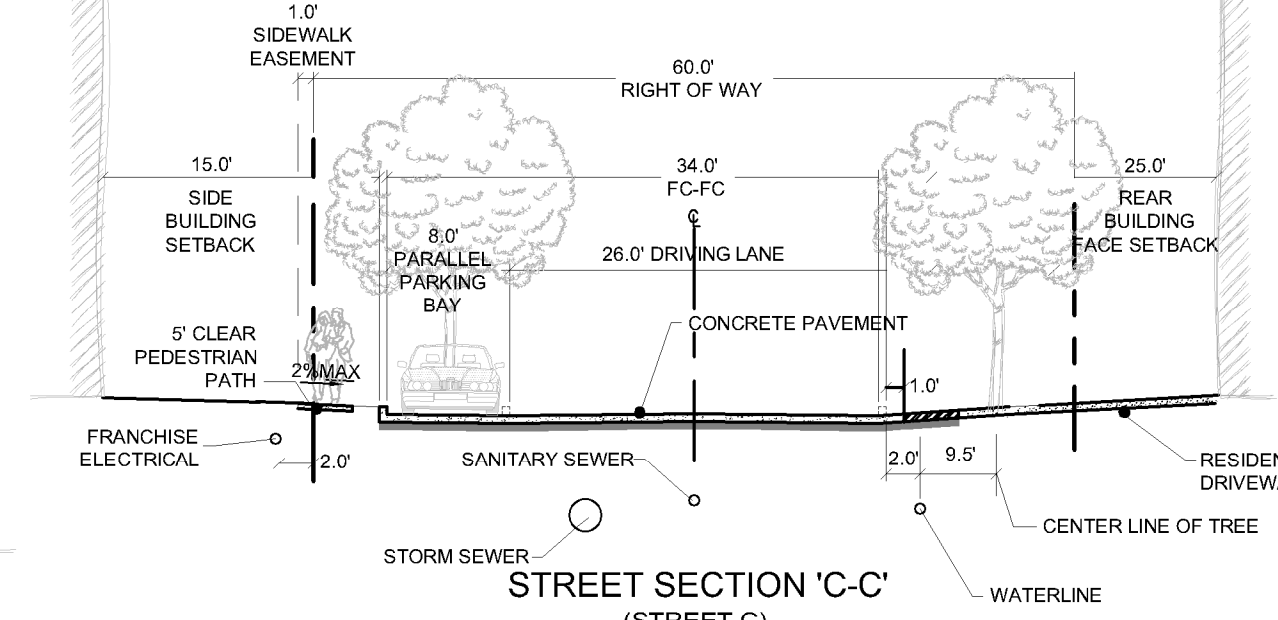 1.0'
SIDEWALK
EASEMENT
60.0'
RIGHT OF WAY
15.0'
SIDE
BUILDING
SETBACK
34.0'
FC-FC
25.0'
REAR
BUILDING
FACE SETBACK
8.0'
PARALLEL
PARKING
BAY
26.0' DRIVING LANE
CONCRETE PAVEMENT
5' CLEAR
PEDESTRIAN
PATH
2%MAX
1.0'
FRANCHISE
ELECTRICAL
2.0'
SANITARY SEWER
2.0'
9.5'
RESIDEN
DRIVEW
CENTER LINE OF TREE
STORM SEWER
WATERLINE
STREET SECTION 'C-C'
(STREET